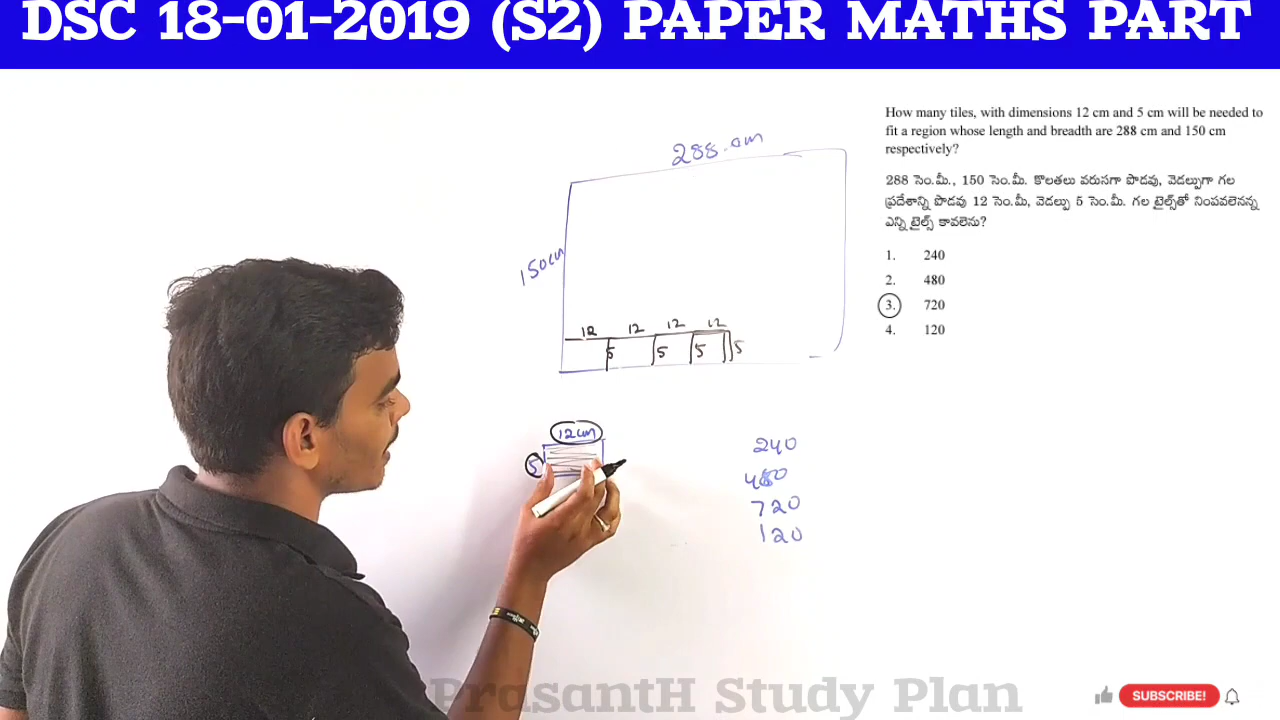 DSC 18-01-2019 (S2) PAPER MATHS PART
How many tiles, with dimensions 12 cm and 5 cm will be needed to
fit a region whose length and breadth are 288 cm and 150 cm
respectively?
288 సెం.మీ., 150 సెం.మీ. కొలతలు వరుసగా పొడవు, వెడల్పుగా గల
ప్రదేశాన్ని పొడవు 12 సెం.మీ, వెడల్పు 5 సెం.మీ. గల టైల్స్‌తో నింపవలెనన్న
ఎన్ని టైల్స్ కావలెను?
1. 240
2. 480
3. 720
4. 120
288 cm
150cm
12 12 12 12
5 5 5 5
12cm
5
240
480
720
120
PrasantH Study Plan
SUBSCRIBE!